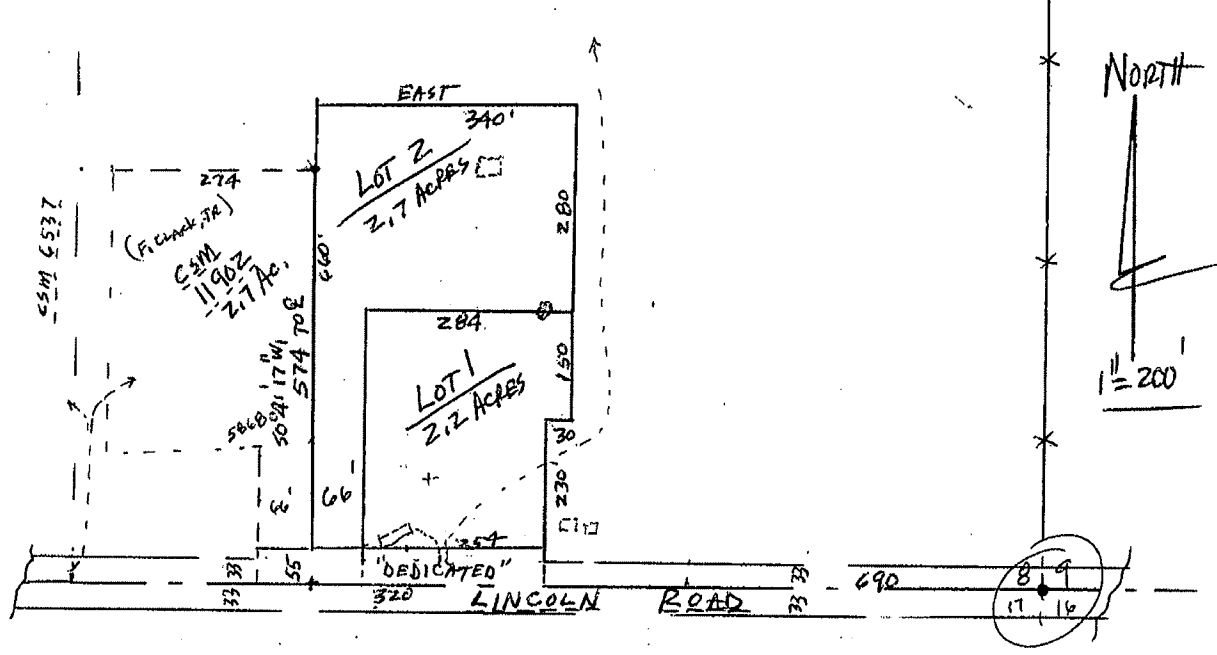 NORTH
1" = 200'
EAST
340'
LOT 2
2.7 ACRES
280
274
(F. CLARK, JR)
CSM
11902
2.7 AC.
CSM 6537
660'
574 TO
284
LOT 1
2.2 ACRES
150
30
230'
66'
66'
254
"DEDICATED"
320
55
33
33
LINCOLN ROAD
33
33
690
8 9
17 16